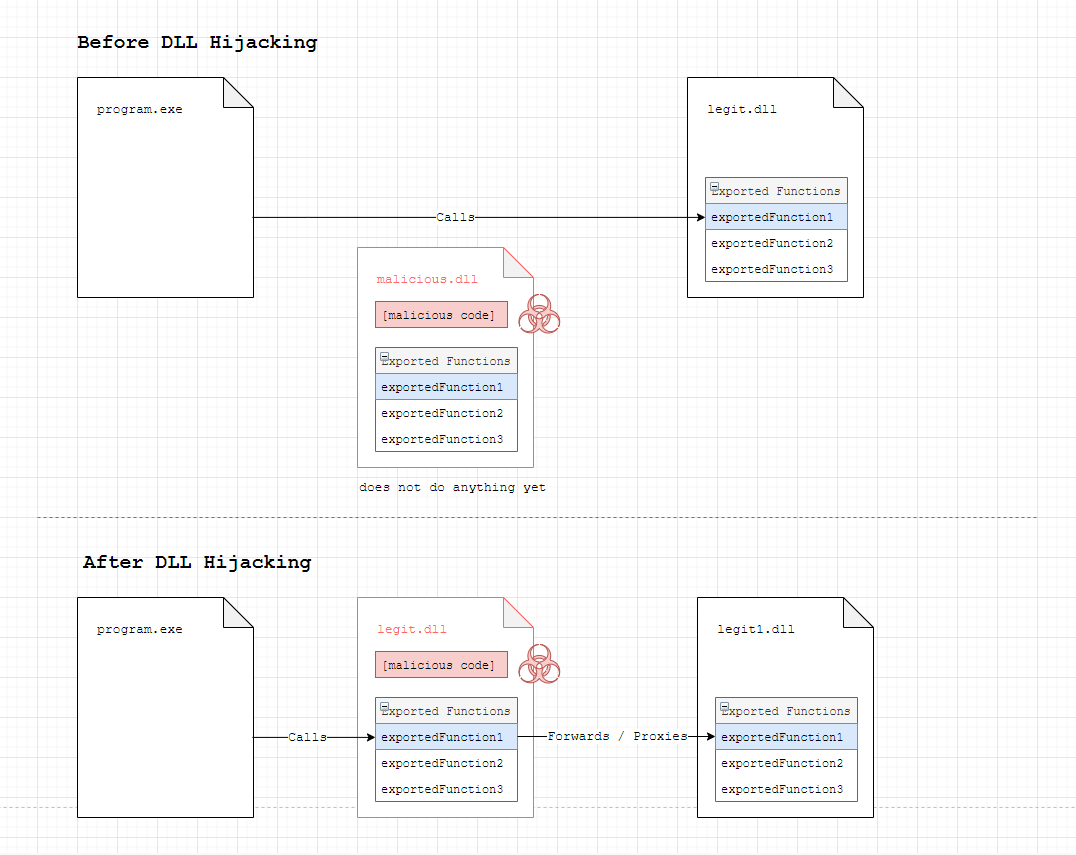 Before DLL Hijacking
program.exe
legit.dll
Exported Functions
Calls
exportedFunction1
exportedFunction2
exportedFunction3
malicious.dll
[malicious code]
Exported Functions
exportedFunction1
exportedFunction2
exportedFunction3
does not do anything yet
After DLL Hijacking
program.exe
legit.dll
legit1.dll
[malicious code]
Exported Functions
Exported Functions
Calls
exportedFunction1
Forwards / Proxies
exportedFunction1
exportedFunction2
exportedFunction2
exportedFunction3
exportedFunction3